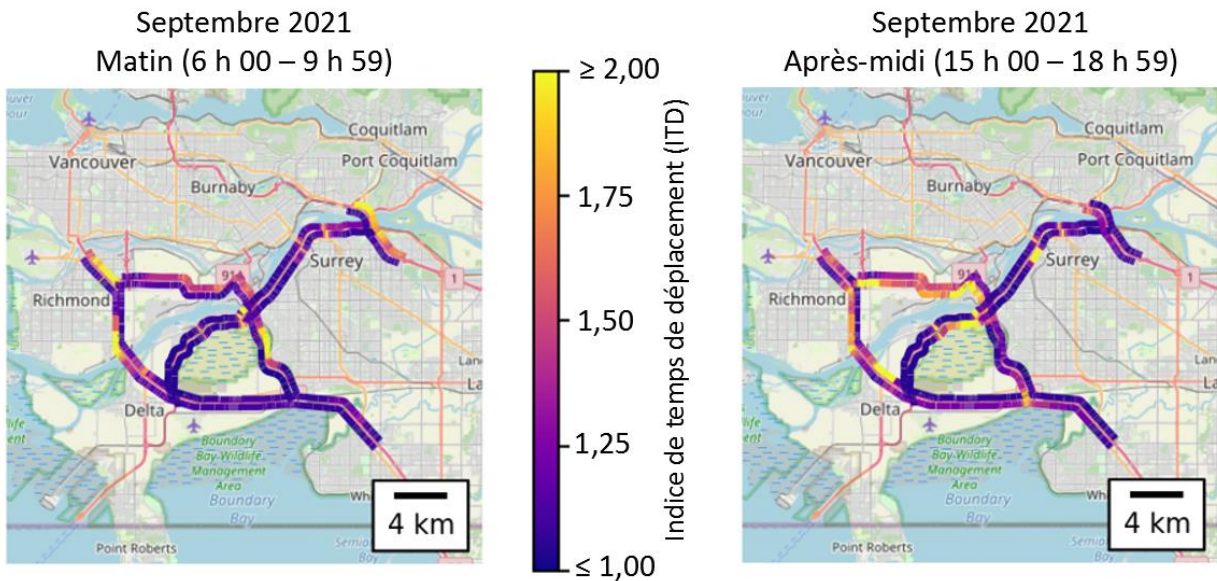 Septembre 2021
Matin (6 h 00 – 9 h 59)
Coquitlam
Vancouver
Port Coquitlam
Burnaby
Surrey
91A
1
Richmond
Delta
Boundary
Bay Wildlife
Management
Area
Boundary
Bay
Point Roberts
4 km
≥ 2,00
1,75
1,50
1,25
≤ 1,00
Indice de temps de déplacement (ITD)
Septembre 2021
Après-midi (15 h 00 – 18 h 59)
Coquitlam
Vancouver
Port Coquitlam
Burnaby
Surrey
1
Richmond
Delta
Boundary
Bay Wildlife
Management
Area
Boundary
Bay
Point Roberts
4 km